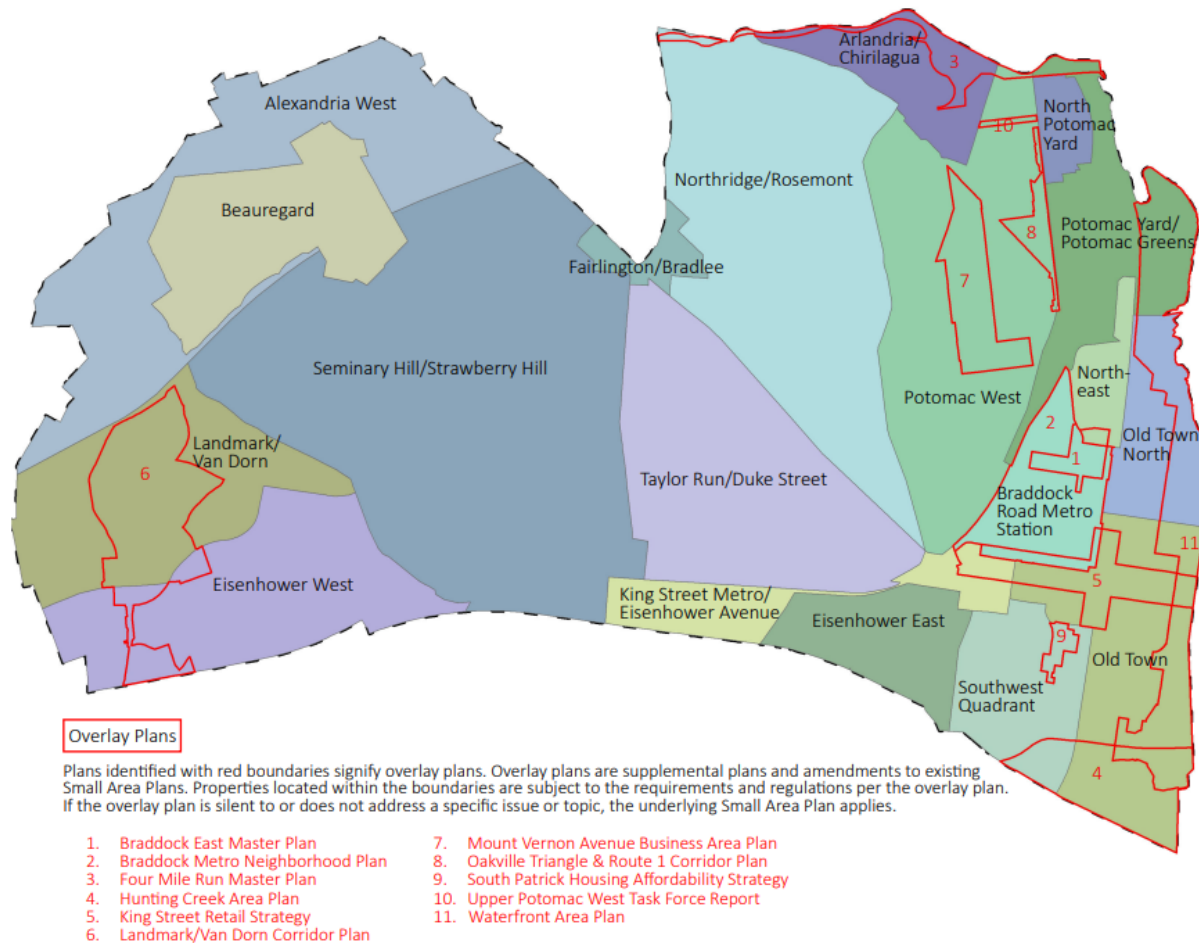 Arlandria/
Chirilagua
3
Alexandria West
North
Potomac
Yard
10
Northridge/Rosemont
Beauregard
Potomac Yard/
Potomac Greens
8
Fairlington/Bradlee
7
Seminary Hill/Strawberry Hill
North-
east
Potomac West
2
Landmark/
Van Dorn
Old Town
North
1
6
Taylor Run/Duke Street
Braddock
Road Metro
Station
11
Eisenhower West
5
King Street Metro/
Eisenhower Avenue
Eisenhower East
9
Old Town
Southwest
Quadrant
4
Overlay Plans
Plans identified with red boundaries signify overlay plans. Overlay plans are supplemental plans and amendments to existing
Small Area Plans. Properties located within the boundaries are subject to the requirements and regulations per the overlay plan.
If the overlay plan is silent to or does not address a specific issue or topic, the underlying Small Area Plan applies.
1. Braddock East Master Plan
2. Braddock Metro Neighborhood Plan
3. Four Mile Run Master Plan
4. Hunting Creek Area Plan
5. King Street Retail Strategy
6. Landmark/Van Dorn Corridor Plan
7. Mount Vernon Avenue Business Area Plan
8. Oakville Triangle & Route 1 Corridor Plan
9. South Patrick Housing Affordability Strategy
10. Upper Potomac West Task Force Report
11. Waterfront Area Plan